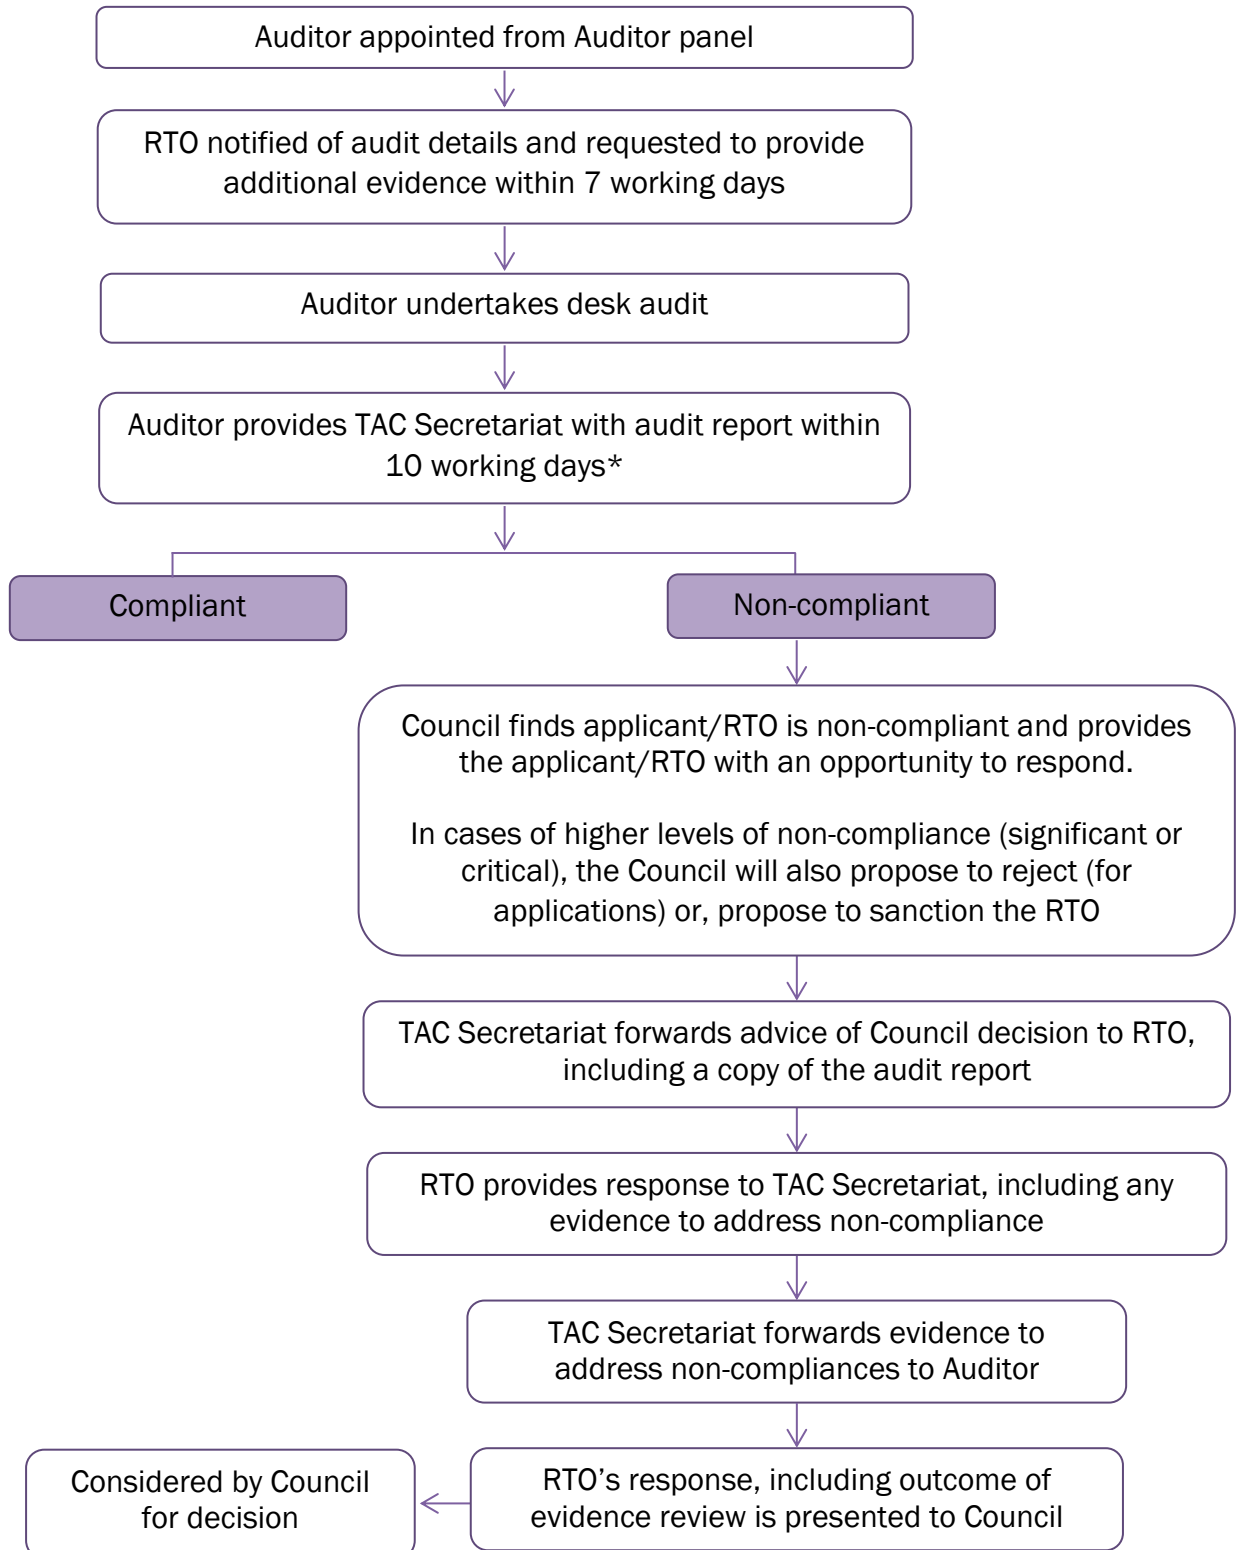 Auditor appointed from Auditor panel
RTO notified of audit details and requested to provide
additional evidence within 7 working days
Auditor undertakes desk audit
Auditor provides TAC Secretariat with audit report within
10 working days*
Compliant
Non-compliant
Council finds applicant/RTO is non-compliant and provides
the applicant/RTO with an opportunity to respond.
In cases of higher levels of non-compliance (significant or
critical), the Council will also propose to reject (for
applications) or, propose to sanction the RTO
TAC Secretariat forwards advice of Council decision to RTO,
including a copy of the audit report
RTO provides response to TAC Secretariat, including any
evidence to address non-compliance
TAC Secretariat forwards evidence to
address non-compliances to Auditor
RTO's response, including outcome of
evidence review is presented to Council
Considered by Council
for decision